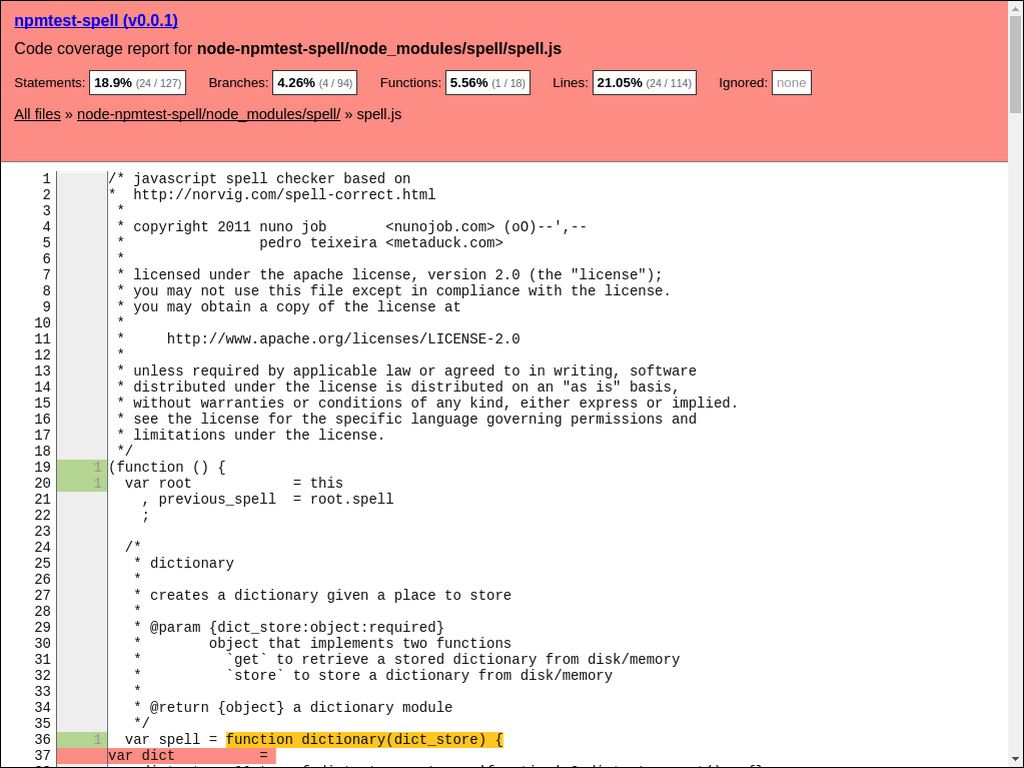 npmtest-spell (v0.0.1)
Code coverage report for node-npmtest-spell/node_modules/spell/spell.js
Statements: 18.9% (24 / 127) Branches: 4.26% (4 / 94) Functions: 5.56% (1 / 18) Lines: 21.05% (24 / 114) Ignored: none
All files » node-npmtest-spell/node_modules/spell/ » spell.js
1 /* javascript spell checker based on
2 *  http://norvig.com/spell-correct.html
3  *
4  * copyright 2011 nuno job       <nunojob.com> (oO)--',--
5  *                pedro teixeira <metaduck.com>
6  *
7  * licensed under the apache license, version 2.0 (the "license");
8  * you may not use this file except in compliance with the license.
9  * you may obtain a copy of the license at
10  *
11  *     http://www.apache.org/licenses/LICENSE-2.0
12  *
13  * unless required by applicable law or agreed to in writing, software
14  * distributed under the license is distributed on an "as is" basis,
15  * without warranties or conditions of any kind, either express or implied.
16  * see the license for the specific language governing permissions and
17  * limitations under the license.
18  */
19 1 (function () {
20 1   var root            = this
21     , previous_spell  = root.spell
22     ;
23
24   /*
25    * dictionary
26    *
27    * creates a dictionary given a place to store
28    *
29    * @param {dict_store:object:required}
30    *        object that implements two functions
31    *          `get` to retrieve a stored dictionary from disk/memory
32    *          `store` to store a dictionary from disk/memory
33    *
34    * @return {object} a dictionary module
35    */
36 1   var spell = function dictionary(dict_store) {
37 var dict          =